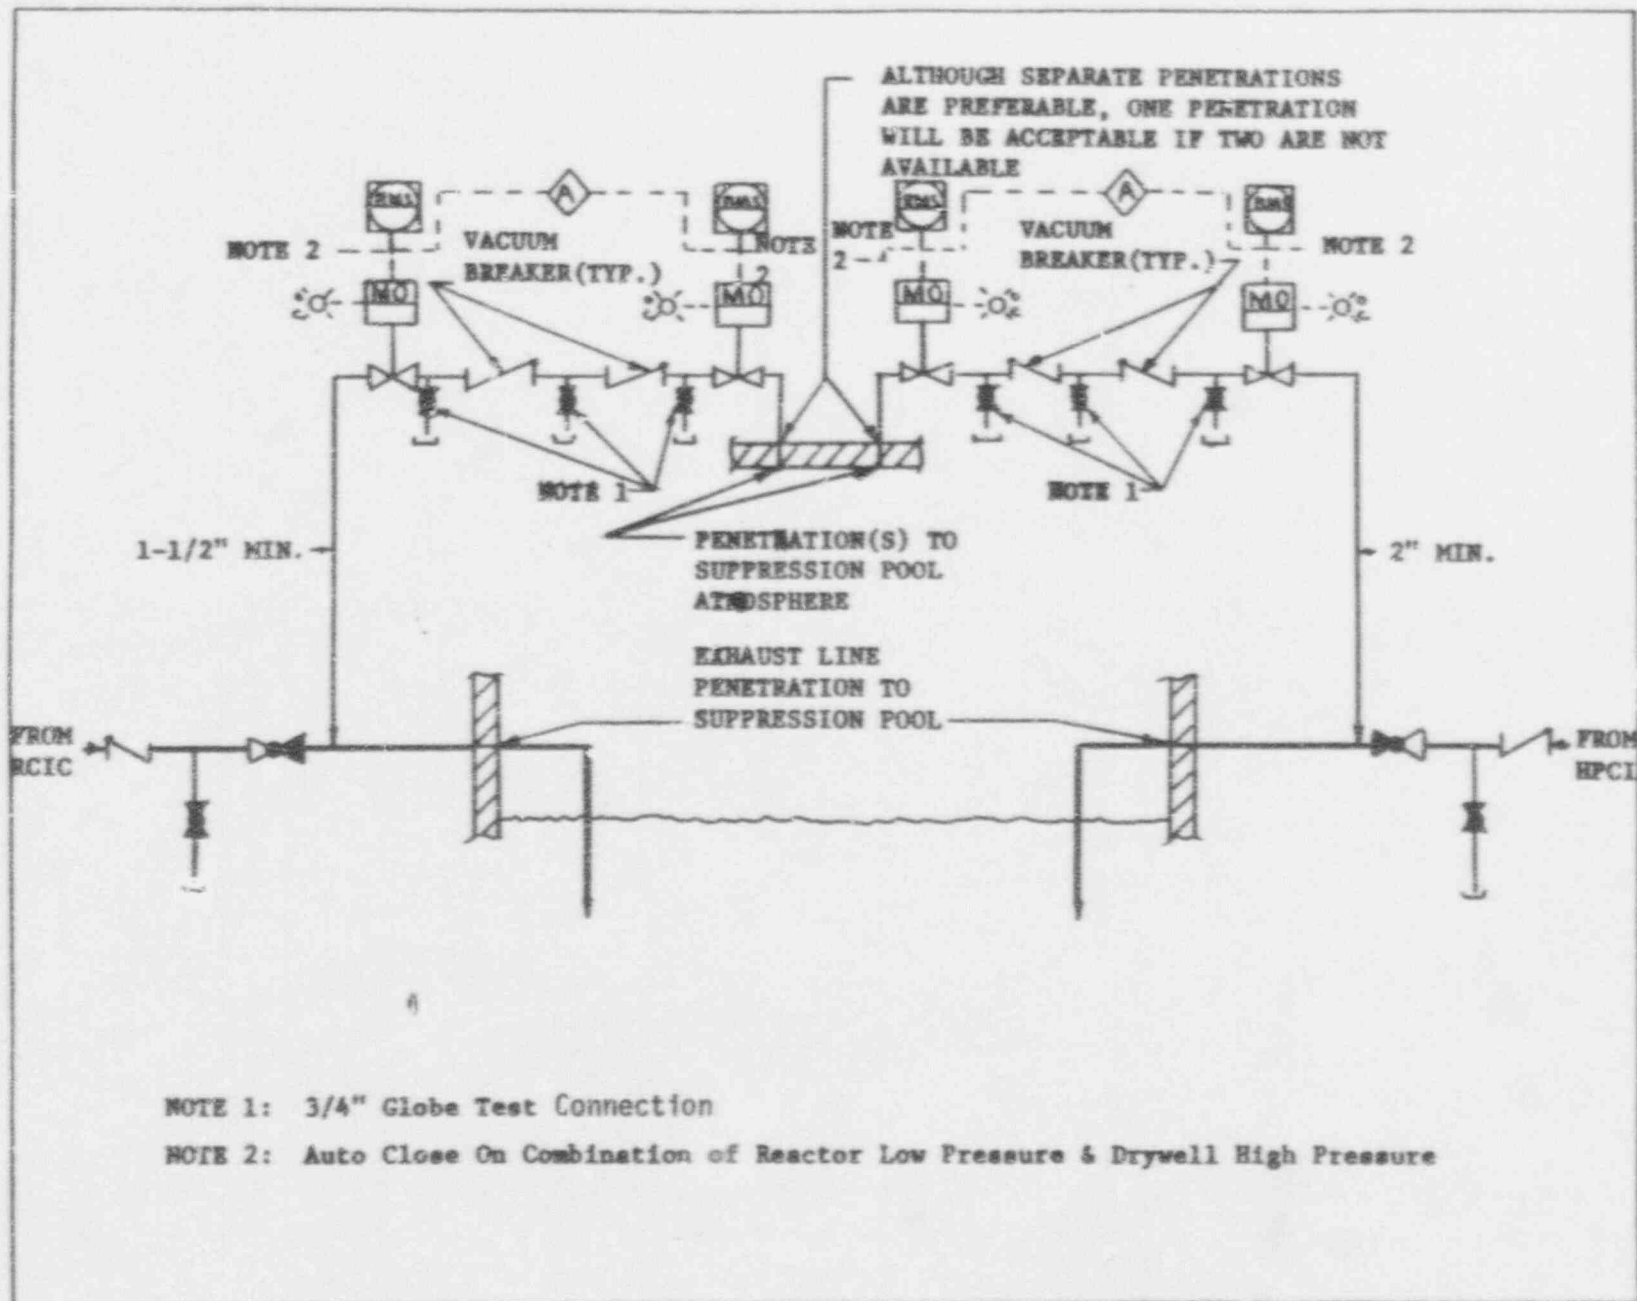 ALTHOUGH SEPARATE PENETRATIONS
ARE PREFERABLE, ONE PENETRATION
WILL BE ACCEPTABLE IF TWO ARE NOT
AVAILABLE
A
A
NOTE 2
VACUUM
BREAKER(TYP.)
NOTE
2
NOTE
2
VACUUM
BREAKER(TYP.)
NOTE 2
MO
MO
MO
MO
NOTE 1
NOTE 1
1-1/2" MIN.
PENETRATION(S) TO
SUPPRESSION POOL
ATMOSPHERE
2" MIN.
EXHAUST LINE
PENETRATION TO
SUPPRESSION POOL
FROM
RCIC
FROM
HPCI
NOTE 1: 3/4" Globe Test Connection
NOTE 2: Auto Close On Combination of Reactor Low Pressure & Drywell High Pressure